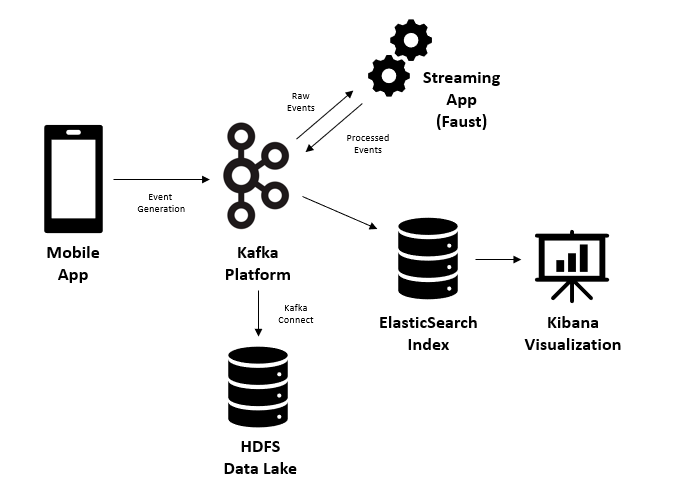 Raw
Events
Streaming
App
(Faust)
Processed
Events
Event
Generation
Mobile
App
Kafka
Platform
Kafka
Connect
ElasticSearch
Index
Kibana
Visualization
HDFS
Data Lake